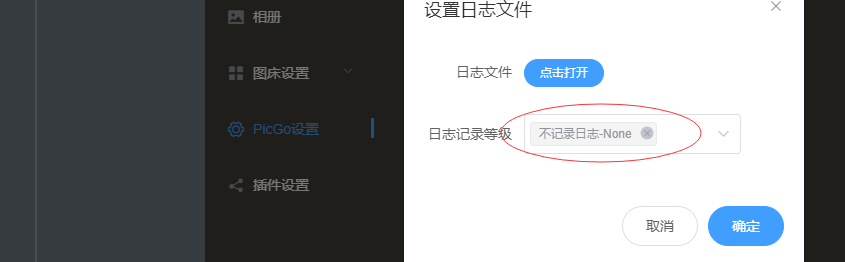 设置日志文件
相册
图床设置
日志文件
点击打开
PicGo设置
日志记录等级
不记录日志-None
插件设置
取消
确定